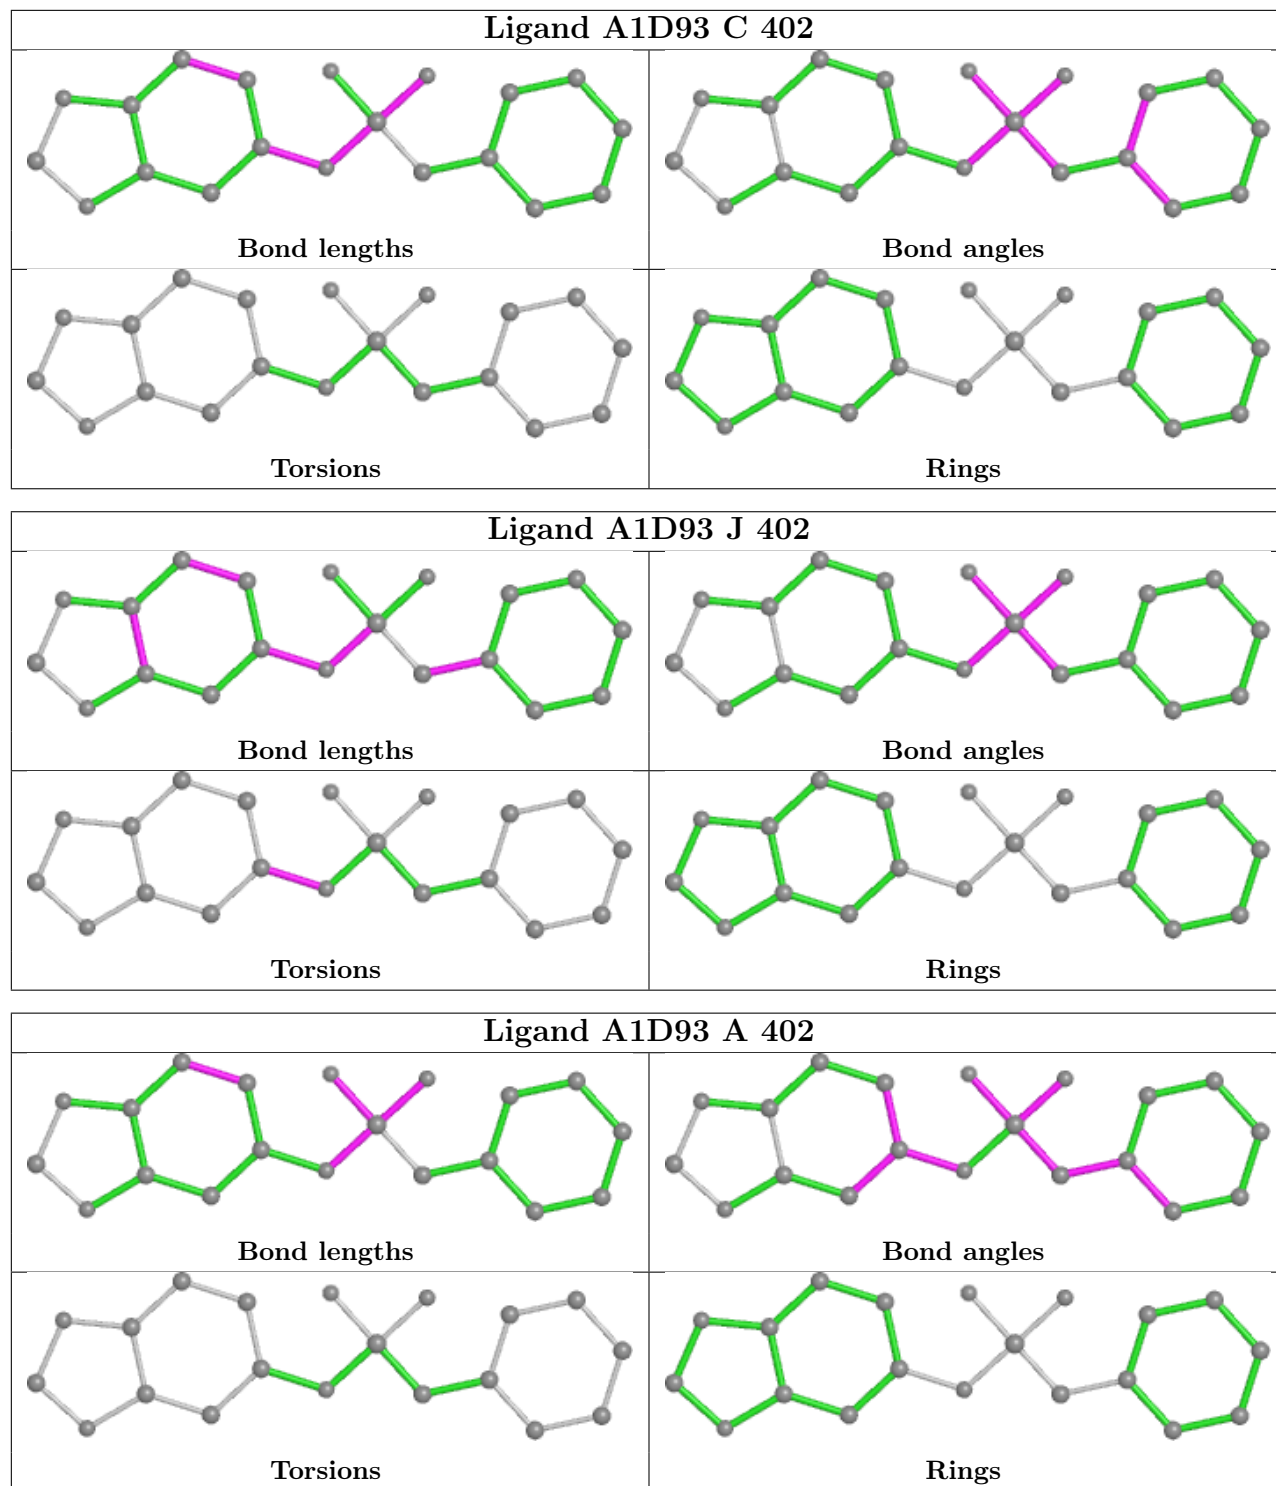 Ligand A1D93 C 402
Bond lengths
Bond angles
Torsions
Rings
Ligand A1D93 J 402
Bond lengths
Bond angles
Torsions
Rings
Ligand A1D93 A 402
Bond lengths
Bond angles
Torsions
Rings